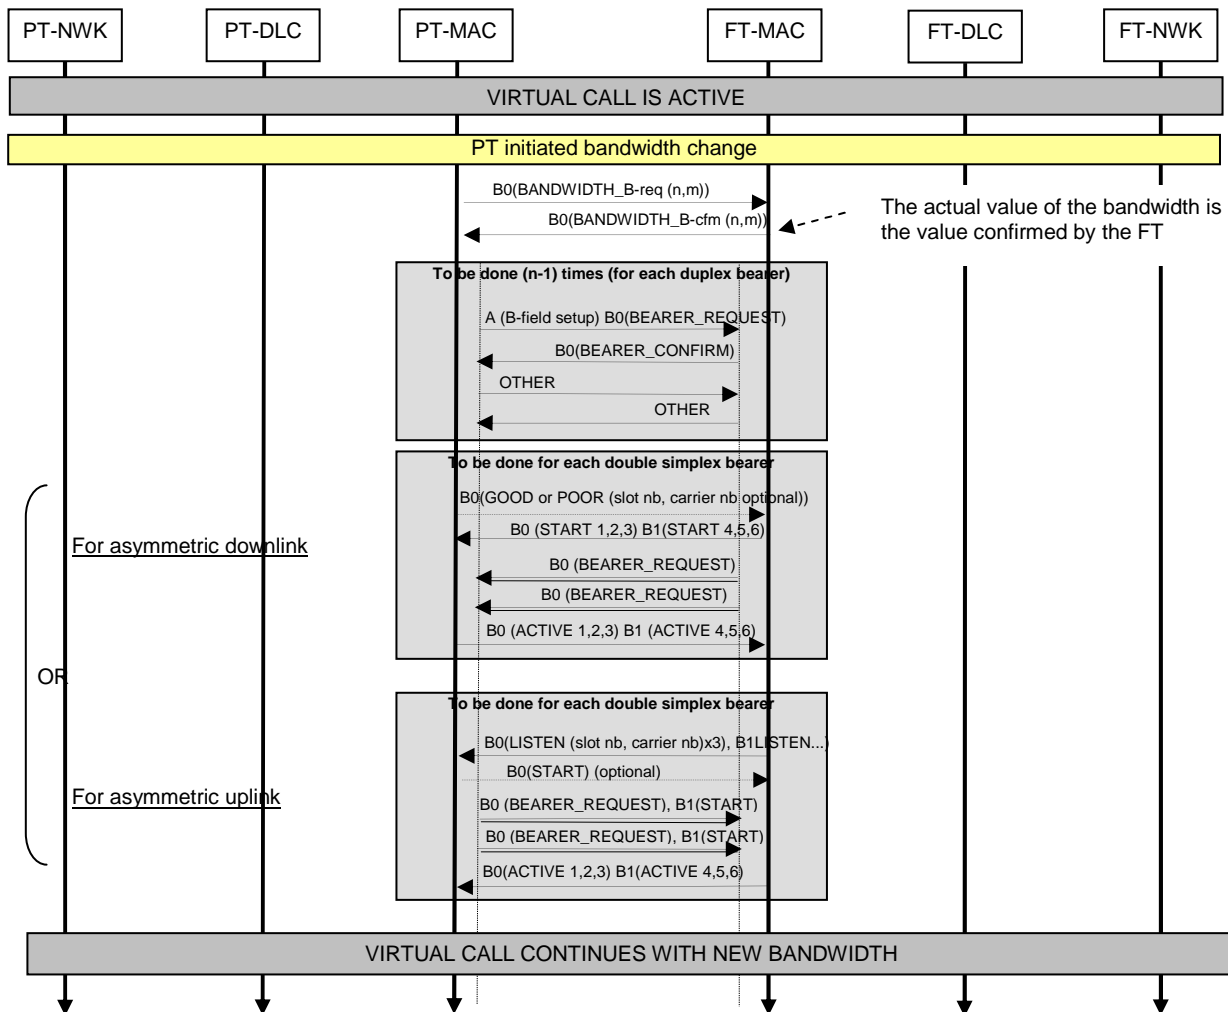 PT-NWK PT-DLC PT-MAC FT-MAC FT-DLC FT-NWK
VIRTUAL CALL IS ACTIVE
PT initiated bandwidth change
B0(BANDWIDTH_B-req (n,m))
B0(BANDWIDTH_B-cfm (n,m))
The actual value of the bandwidth is
the value confirmed by the FT
To be done (n-1) times (for each duplex bearer)
A (B-field setup) B0(BEARER_REQUEST)
B0(BEARER_CONFIRM)
OTHER
OTHER
To be done for each double simplex bearer
B0(GOOD or POOR (slot nb, carrier nb optional))
B0 (START 1,2,3) B1(START 4,5,6)
For asymmetric downlink
B0 (BEARER_REQUEST)
B0 (BEARER_REQUEST)
B0 (ACTIVE 1,2,3) B1 (ACTIVE 4,5,6)
OR
To be done for each double simplex bearer
B0(LISTEN (slot nb, carrier nb)x3), B1LISTEN...)
B0(START) (optional)
For asymmetric uplink
B0 (BEARER_REQUEST), B1(START)
B0 (BEARER_REQUEST), B1(START)
B0(ACTIVE 1,2,3) B1(ACTIVE 4,5,6)
VIRTUAL CALL CONTINUES WITH NEW BANDWIDTH